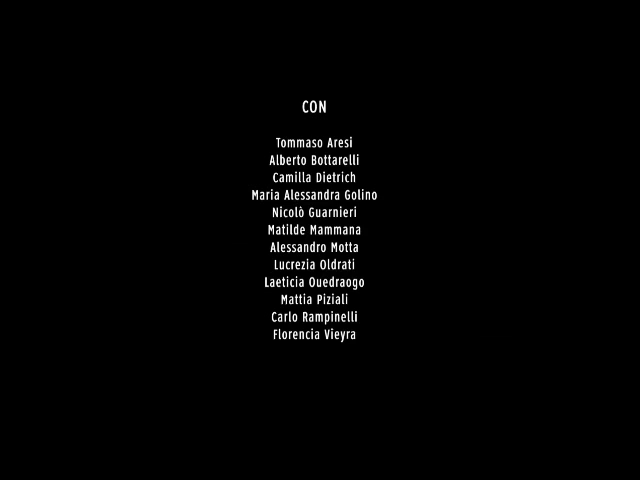 CON
Tommaso Aresi
Alberto Bottarelli
Camilla Dietrich
Maria Alessandra Golino
Nicolò Guarnieri
Matilde Mammana
Alessandro Motta
Lucrezia Oldrati
Laeticia Ouedraogo
Mattia Piziali
Carlo Rampinelli
Florencia Vieyra